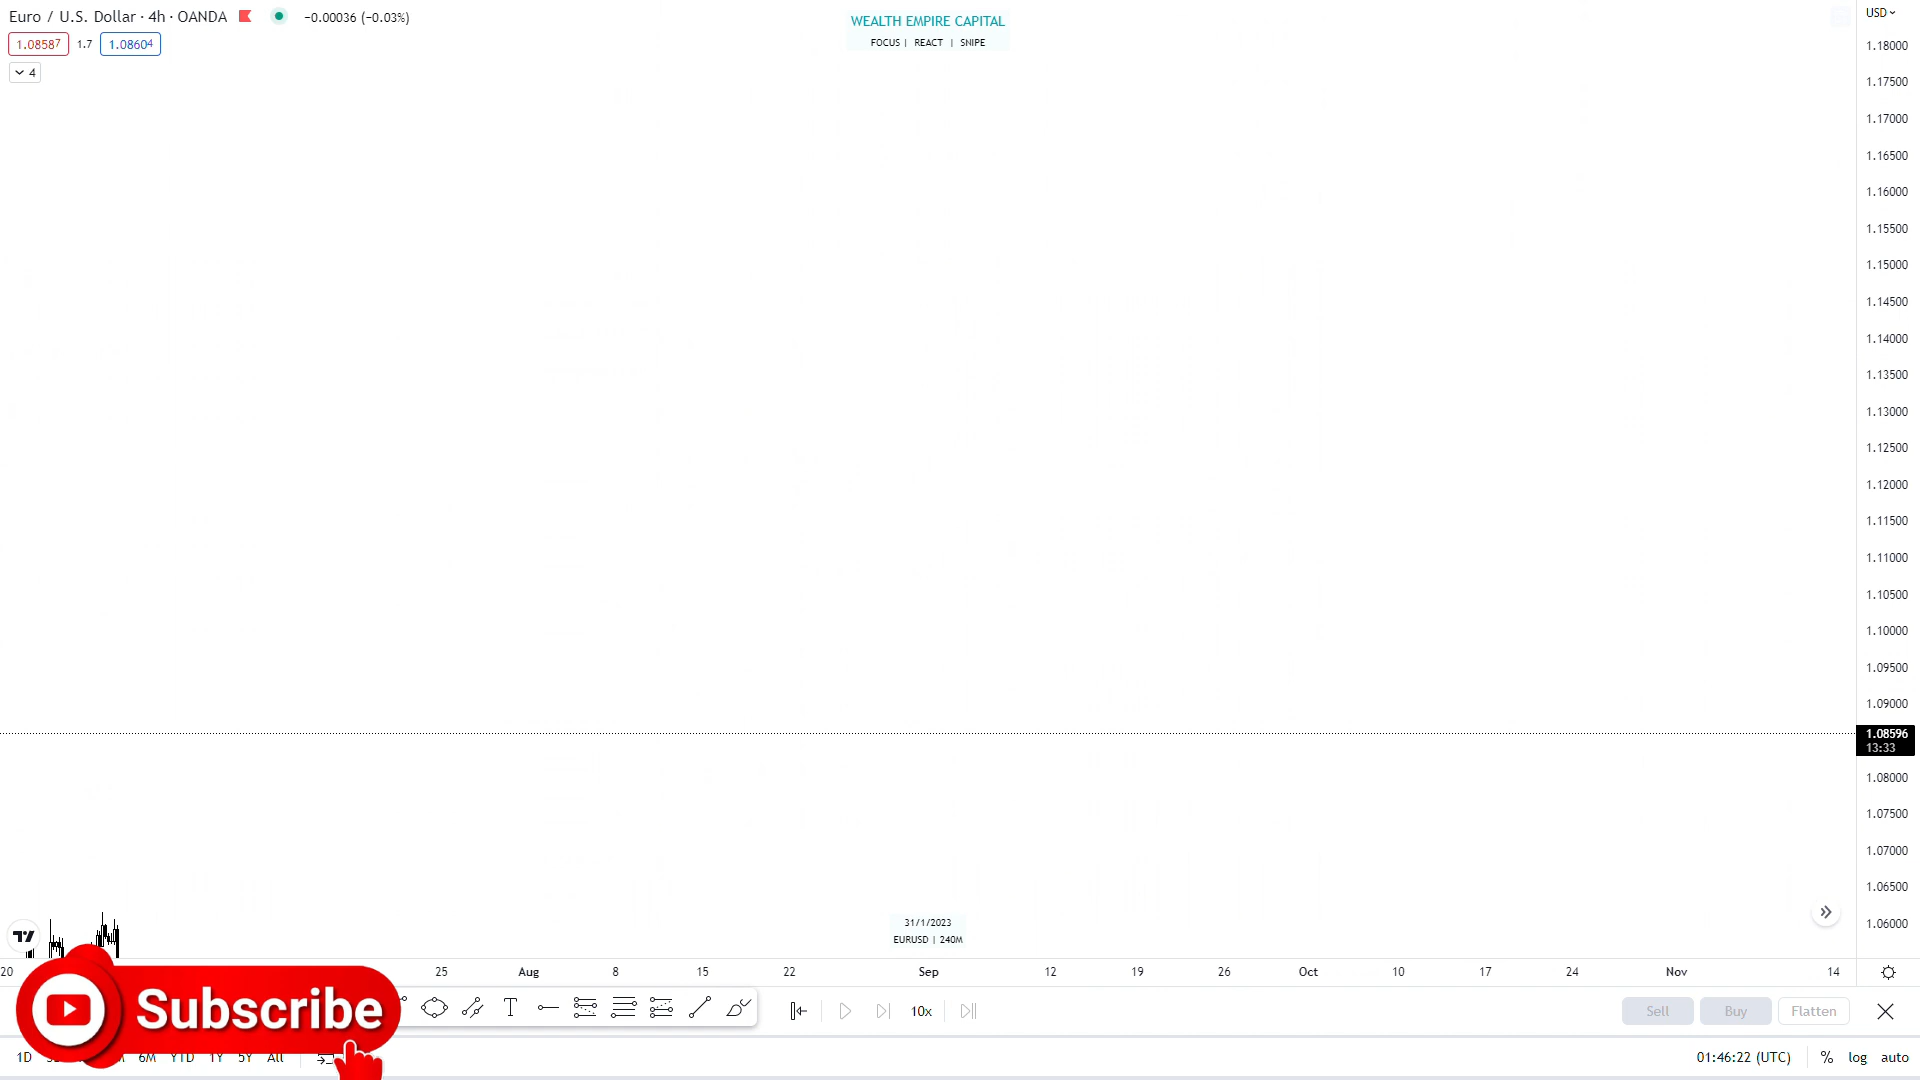 Euro / U.S. Dollar · 4h · OANDA −0.00036 (−0.03%)
1.08587 1.7 1.08604
4
WEALTH EMPIRE CAPITAL
FOCUS | REACT | SNIPE
USD
1.18000
1.17500
1.17000
1.16500
1.16000
1.15500
1.15000
1.14500
1.14000
1.13500
1.13000
1.12500
1.12000
1.11500
1.11000
1.10500
1.10000
1.09500
1.09000
1.08596
13:33
1.08000
1.07500
1.07000
1.06500
1.06000
31/1/2023
EURUSD | 240M
20 25 Aug 8 15 22 Sep 12 19 26 Oct 10 17 24 Nov 14
Subscribe
T 10x Sell Buy Flatten
1D 6M YTD 1Y 5Y All 01:46:22 (UTC) % log auto